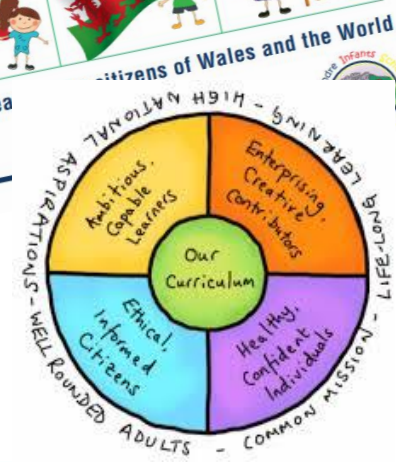 itizens of Wales and the World
Infants
HIGH NATIONAL ASPIRATIONS - WELL ROUNDED ADULTS - COMMON MISSION - LIFE-LONG LEARNING -
Ambitious,
Capable
Learners
Enterprising,
Creative
Contributors
Our
Curriculum
Ethical,
Informed
Citizens
Healthy,
Confident
Individuals